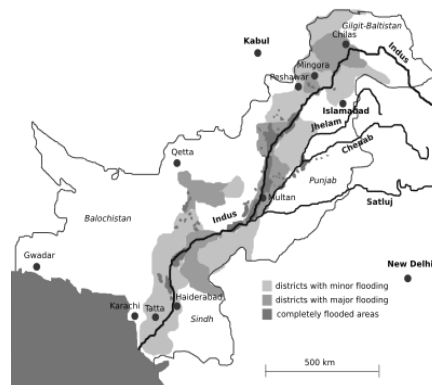 Gilgit-Baltistan
Chilas
Kabul
Indus
Mingora
Peshawar
Islamabad
Jhelam
Chenab
Qetta
Punjab
Multan
Satluj
Balochistan
Indus
Gwadar
New Delhi
districts with minor flooding
districts with major flooding
completely flooded areas
Haiderabad
Karachi
Tatta
Sindh
500 km